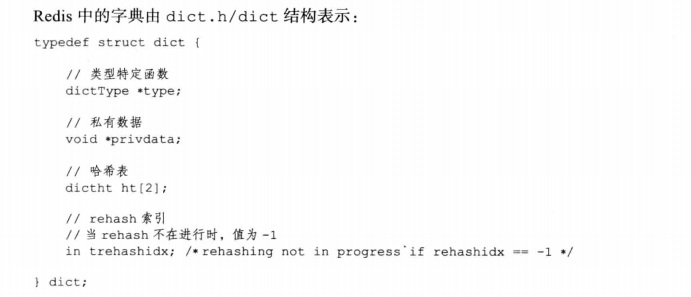 Redis 中的字典由 dict.h/dict 结构表示：
typedef struct dict {
// 类型特定函数
dictType *type;
// 私有数据
void *privdata;
// 哈希表
dictht ht[2];
// rehash 索引
// 当 rehash 不在进行时，值为 -1
in trehashidx; /* rehashing not in progress if rehashidx == -1 */
} dict;